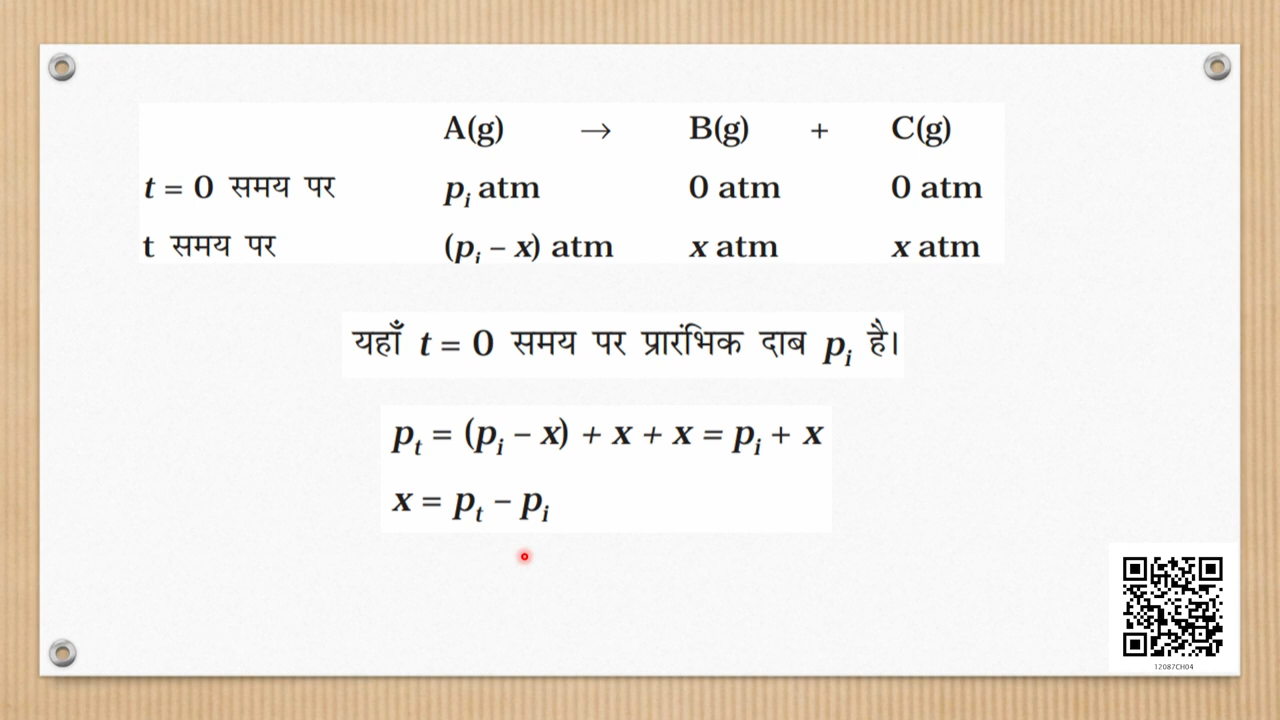 A(g) → B(g) + C(g)
t = 0 समय पर p_i atm 0 atm 0 atm
t समय पर (p_i – x) atm x atm x atm
यहाँ t = 0 समय पर प्रारंभिक दाब p_i है।
p_t = (p_i – x) + x + x = p_i + x
x = p_t – p_i
12087CH04